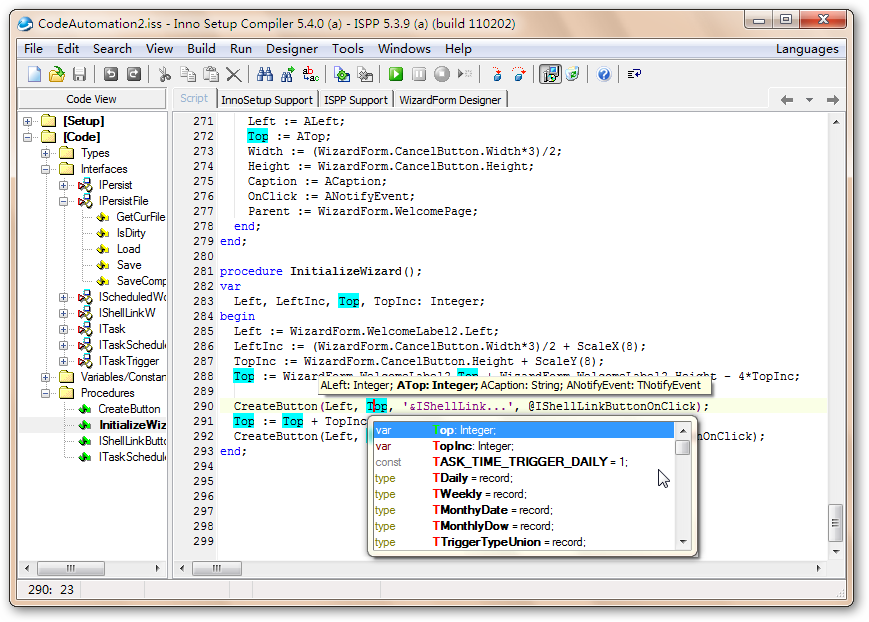 CodeAutomation2.iss - Inno Setup Compiler 5.4.0 (a) - ISPP 5.3.9 (a) (build 110202)
File Edit Search View Build Run Designer Tools Windows Help Languages
Code View
Script InnoSetup Support ISPP Support WizardForm Designer
[Setup]
[Code]
Types
Interfaces
IPersist
IPersistFile
GetCurFile
IsDirty
Load
Save
SaveComp
IScheduledWo
IShellLinkW
ITask
ITaskSchedul
ITaskTrigger
Variables/Constan
Procedures
CreateButton
InitializeWiz
IShellLinkButto
ITaskSchedul
271 Left := ALeft;
272 Top := ATop;
273 Width := (WizardForm.CancelButton.Width*3)/2;
274 Height := WizardForm.CancelButton.Height;
275 Caption := ACaption;
276 OnClick := ANotifyEvent;
277 Parent := WizardForm.WelcomePage;
278 end;
279 end;
280
281 procedure InitializeWizard();
282 var
283 Left, LeftInc, Top, TopInc: Integer;
284 begin
285 Left := WizardForm.WelcomeLabel2.Left;
286 LeftInc := (WizardForm.CancelButton.Width*3)/2 + ScaleX(8);
287 TopInc := WizardForm.CancelButton.Height + ScaleY(8);
288 Top := WizardForm.WelcomeLabel2.Top + WizardForm.WelcomeLabel2.Height - 4*TopInc;
289
ALeft: Integer; ATop: Integer; ACaption: String; ANotifyEvent: TNotifyEvent
290 CreateButton(Left, Top, '&IShellLink...', @IShellLinkButtonOnClick);
291 Top := Top + TopInc
292 CreateButton(Left, onOnClick);
293 end;
294
295
296
297
298
299
var Top: Integer;
var TopInc: Integer;
const TASK_TIME_TRIGGER_DAILY = 1;
type TDaily = record;
type TWeekly = record;
type TMonthyDate = record;
type TMonthlyDow = record;
type TTriggerTypeUnion = record;
290: 23